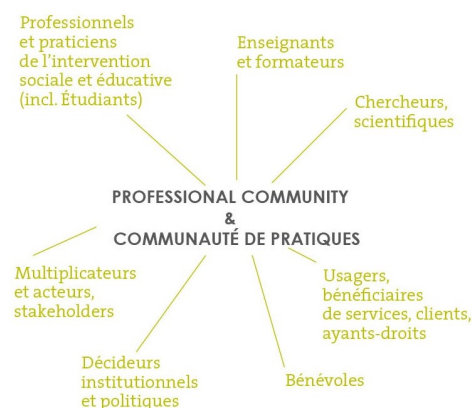 Professionnels
et praticiens
de l'intervention
sociale et éducative
(incl. Étudiants)
Enseignants
et formateurs
Chercheurs,
scientifiques
PROFESSIONAL COMMUNITY
&
COMMUNAUTÉ DE PRATIQUES
Multiplicateurs
et acteurs,
stakeholders
Usagers,
bénéficiaires
de services, clients,
ayants-droits
Décideurs
institutionnels
et politiques
Bénévoles